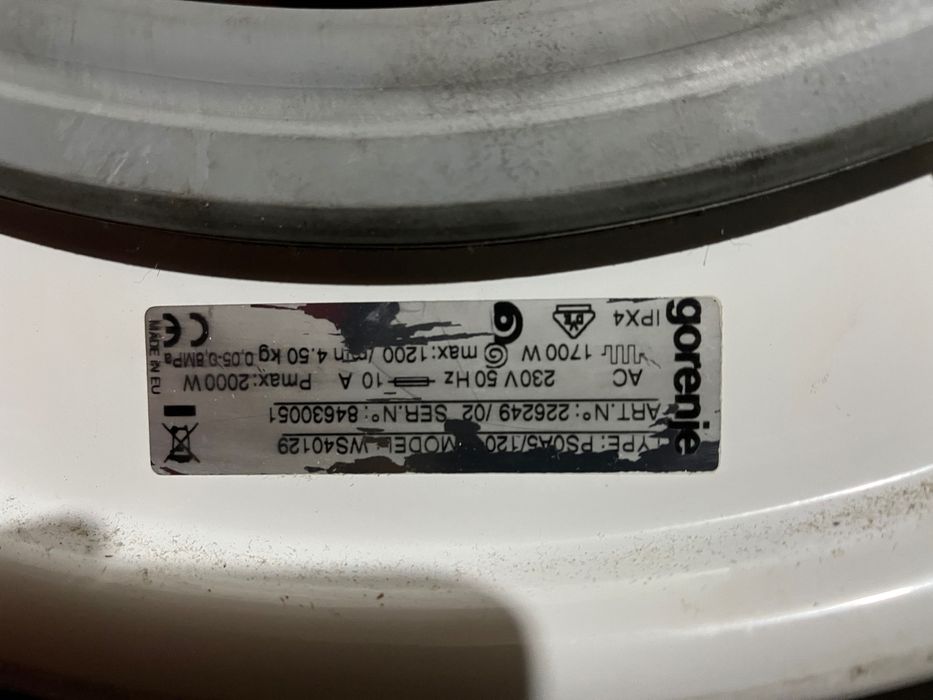 gorenje
TYPE: PS0A5/120 MODEL: WS40129
ART.N°: 226249 /02 SER.N°: 84630051
AC 230V 50 Hz 10 A Pmax: 2000 W
1700 W max: 1200 /min 4.50 kg 0,05-0,8MPa
IPX4
CE
MADE IN EU